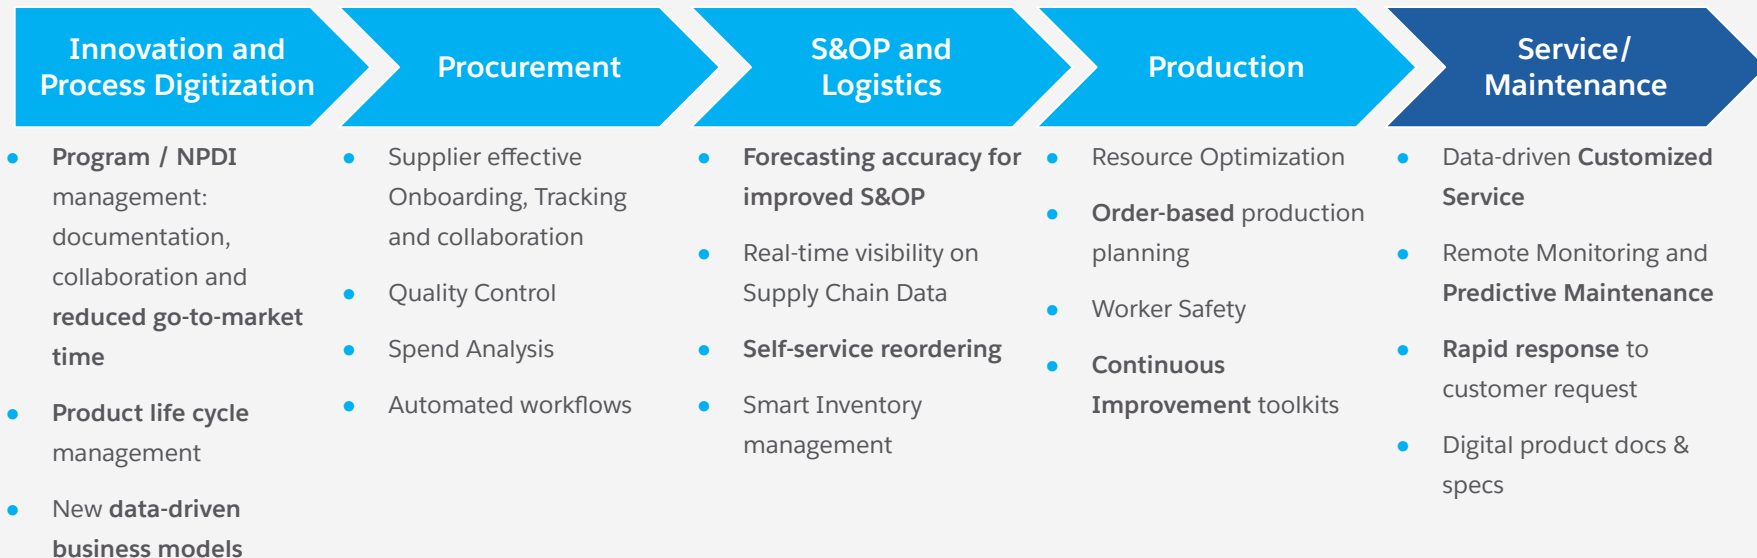 Innovation and
Process Digitization
Procurement
S&OP and
Logistics
Production
Service/
Maintenance
• Program / NPDI
management:
documentation,
collaboration and
reduced go-to-market
time
• Product life cycle
management
• New data-driven
business models
• Supplier effective
Onboarding, Tracking
and collaboration
• Quality Control
• Spend Analysis
• Automated workflows
• Forecasting accuracy for
improved S&OP
• Real-time visibility on
Supply Chain Data
• Self-service reordering
• Smart Inventory
management
• Resource Optimization
• Order-based production
planning
• Worker Safety
• Continuous
Improvement toolkits
• Data-driven Customized
Service
• Remote Monitoring and
Predictive Maintenance
• Rapid response to
customer request
• Digital product docs &
specs